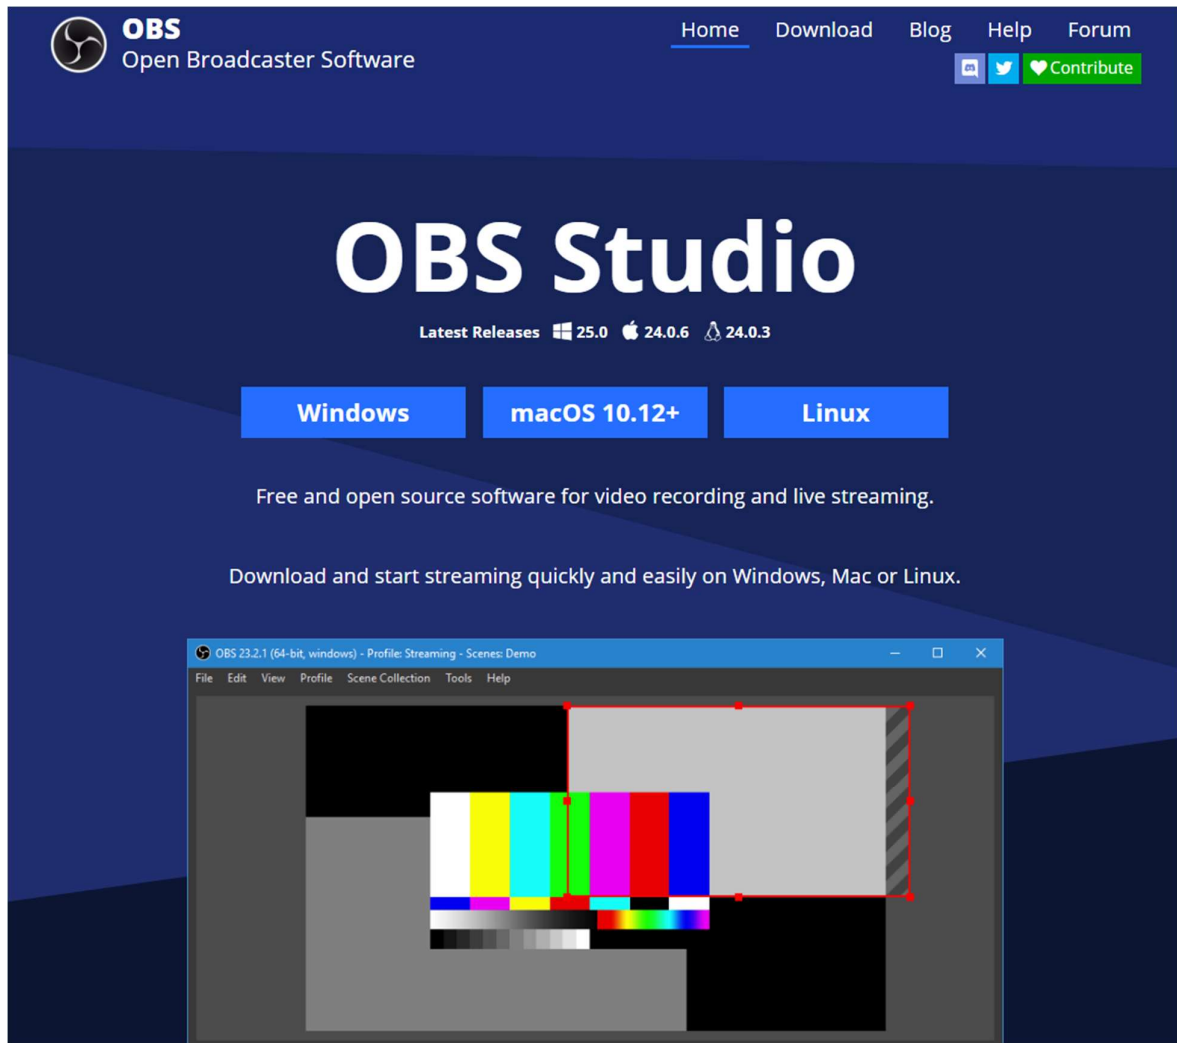 OBS
Open Broadcaster Software
Home Download Blog Help Forum
Contribute
OBS Studio
Latest Releases 25.0 24.0.6 24.0.3
Windows macOS 10.12+ Linux
Free and open source software for video recording and live streaming.
Download and start streaming quickly and easily on Windows, Mac or Linux.
OBS 23.2.1 (64-bit, windows) - Profile: Streaming - Scenes: Demo
File Edit View Profile Scene Collection Tools Help